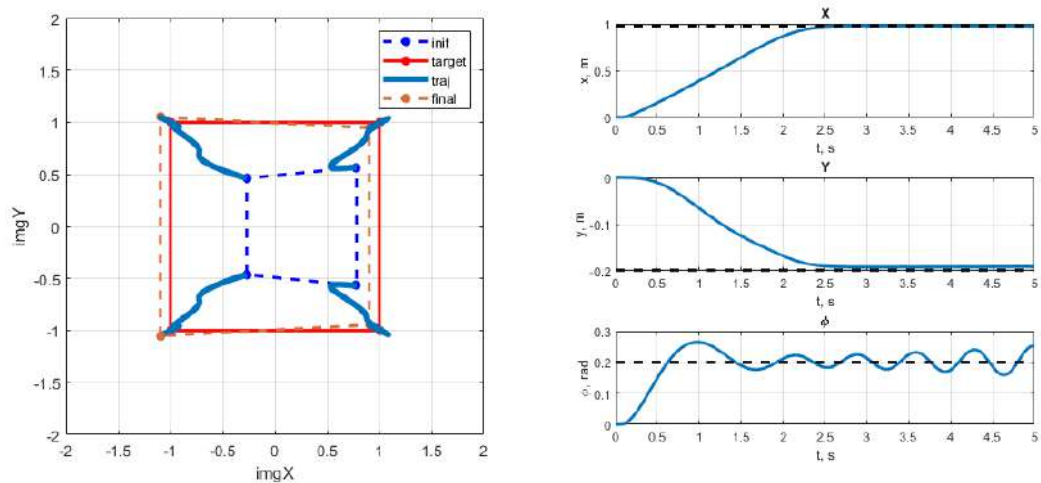 2
1.5
1
0.5
0
-0.5
-1
-1.5
-2
imgY
-2 -1.5 -1 -0.5 0 0.5 1 1.5 2
imgX
init
target
traj
final
X
1
0.5
0
x, m
0 0.5 1 1.5 2 2.5 3 3.5 4 4.5 5
t, s
Y
0
-0.1
-0.2
y, m
0 0.5 1 1.5 2 2.5 3 3.5 4 4.5 5
t, s
ϕ
0.3
0.2
0.1
0
ϕ, rad
0 0.5 1 1.5 2 2.5 3 3.5 4 4.5 5
t, s